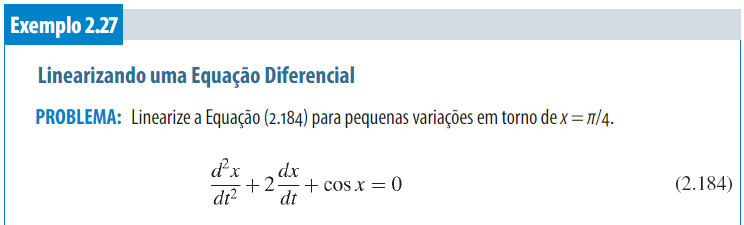 Exemplo 2.27
Linearizando uma Equação Diferencial
PROBLEMA: Linearize a Equação (2.184) para pequenas variações em torno de x = π/4.
d²x/dt² + 2 dx/dt + cos x = 0 (2.184)